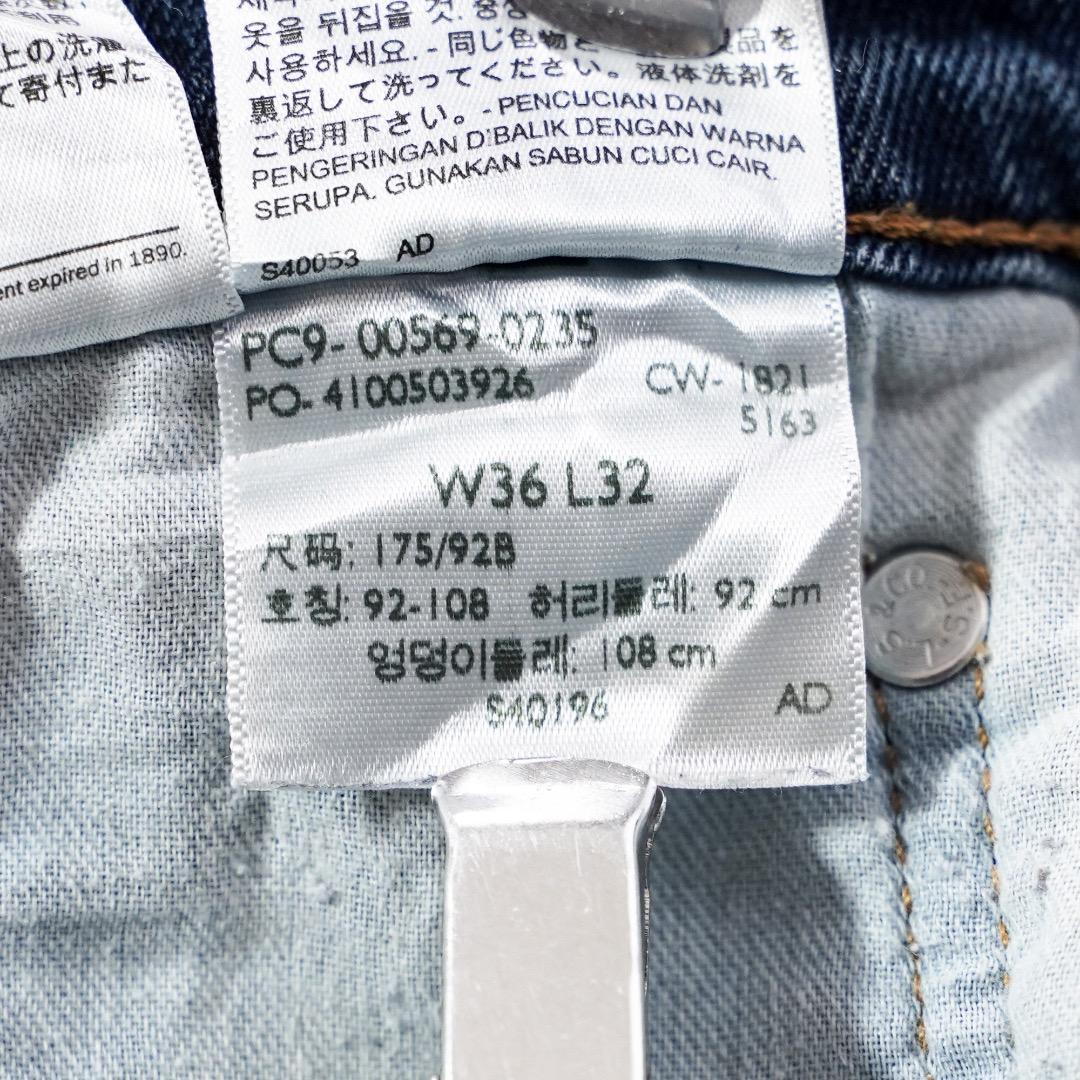 上の洗濯
て寄付また
ent expired in 1890.
옷을 뒤집을 것.
사용하세요. - 同じ色物と 製品を
裏返して洗ってください。液体洗剤を
ご使用下さい。- PENCUCIAN DAN
PENGERINGAN DIBALIK DENGAN WARNA
SERUPA. GUNAKAN SABUN CUCI CAIR.
S40053 AD
PC9-00569-0235
PO-4100503926 CW-1821
5163
W36 L32
尺码: 175/92B
호칭: 92-108 허리둘레: 92 cm
엉덩이둘레: 108 cm
S40196 AD
L.S. & CO S.F.